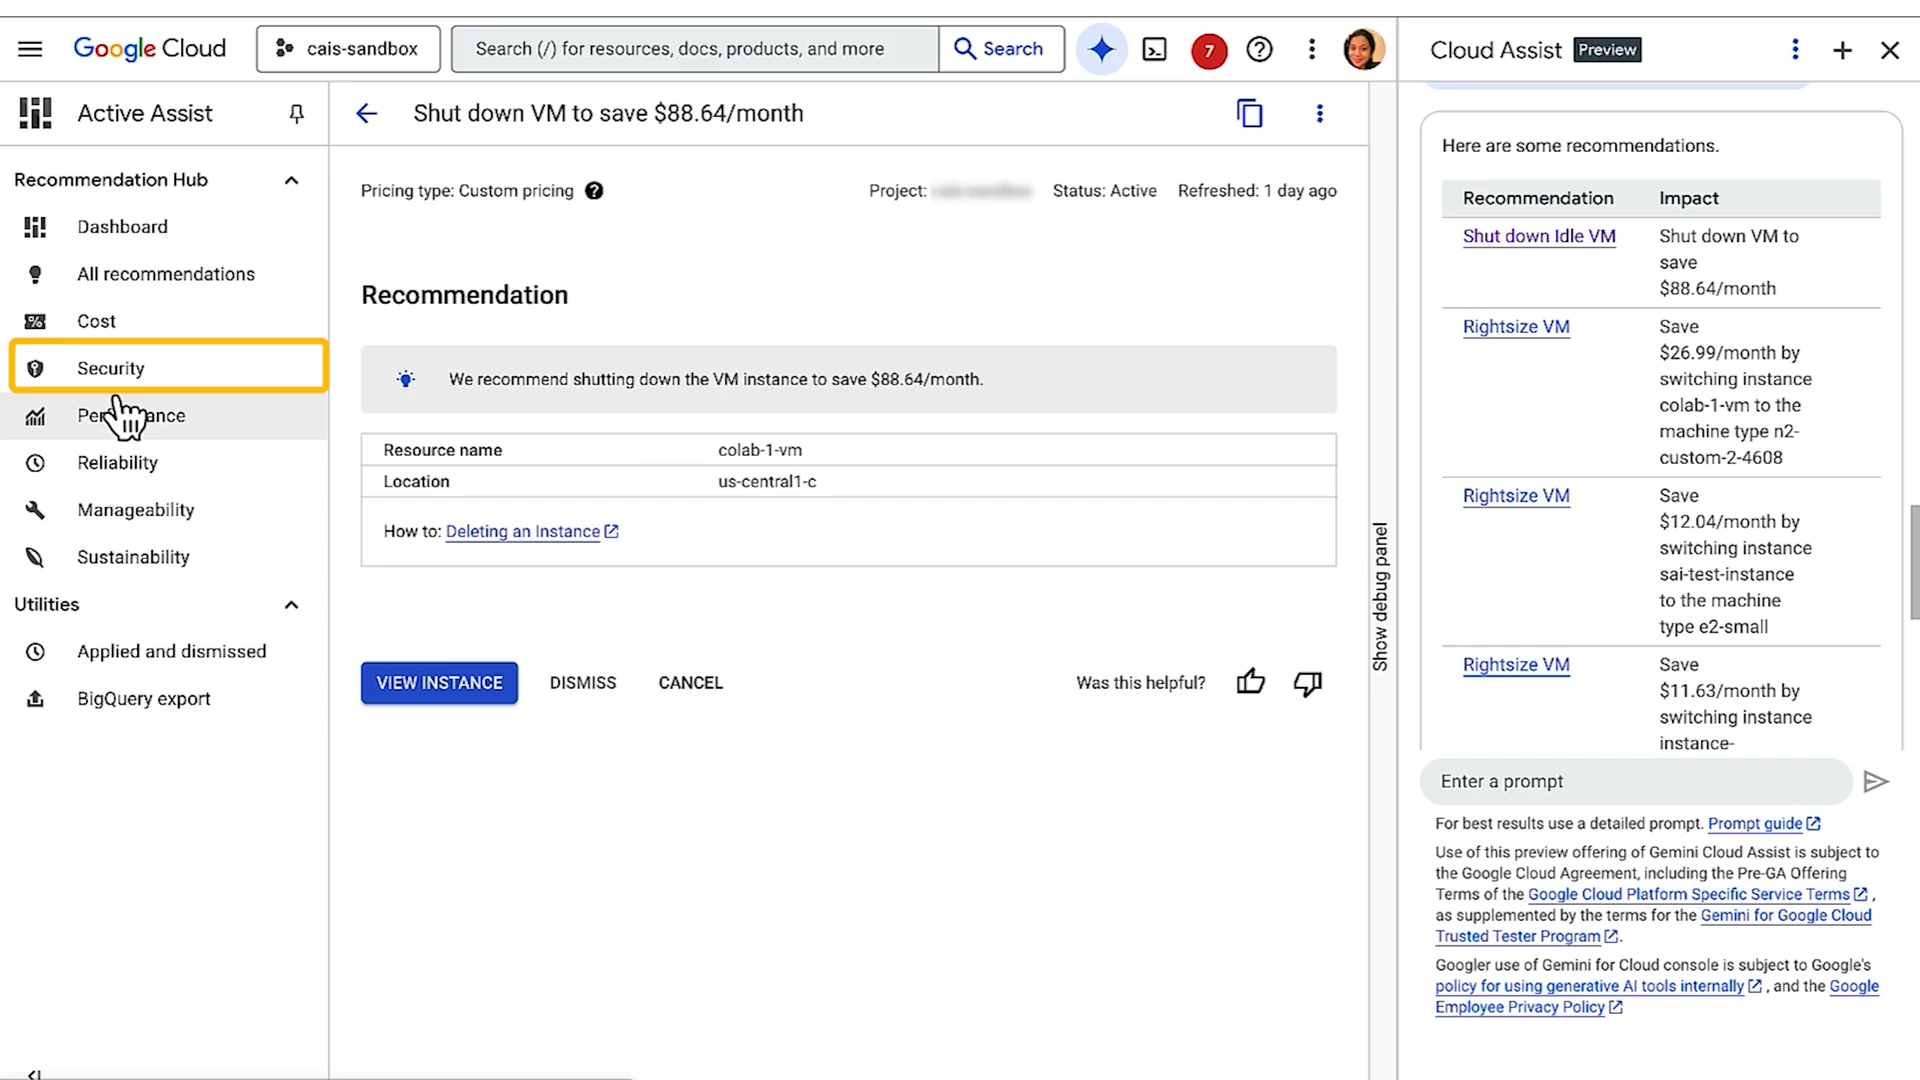 Google Cloud
cais-sandbox
Search (/) for resources, docs, products, and more
Search
7
Cloud Assist Preview
Active Assist
Recommendation Hub
Dashboard
All recommendations
Cost
Security
Reliability
Manageability
Sustainability
Utilities
Applied and dismissed
BigQuery export
Shut down VM to save $88.64/month
Pricing type: Custom pricing
Project:
Status: Active
Refreshed: 1 day ago
Recommendation
We recommend shutting down the VM instance to save $88.64/month.
Resource name colab-1-vm
Location us-central1-c
How to: Deleting an Instance
VIEW INSTANCE
DISMISS
CANCEL
Was this helpful?
Show debug panel
Here are some recommendations.
Recommendation Impact
Shut down Idle VM Shut down VM to
save
$88.64/month
Rightsize VM Save
$26.99/month by
switching instance
colab-1-vm to the
machine type n2-
custom-2-4608
Rightsize VM Save
$12.04/month by
switching instance
sai-test-instance
to the machine
type e2-small
Rightsize VM Save
$11.63/month by
switching instance
instance-
Enter a prompt
For best results use a detailed prompt. Prompt guide
Use of this preview offering of Gemini Cloud Assist is subject to
the Google Cloud Agreement, including the Pre-GA Offering
Terms of the Google Cloud Platform Specific Service Terms ,
as supplemented by the terms for the Gemini for Google Cloud
Trusted Tester Program .
Googler use of Gemini for Cloud console is subject to Google's
policy for using generative AI tools internally , and the Google
Employee Privacy Policy